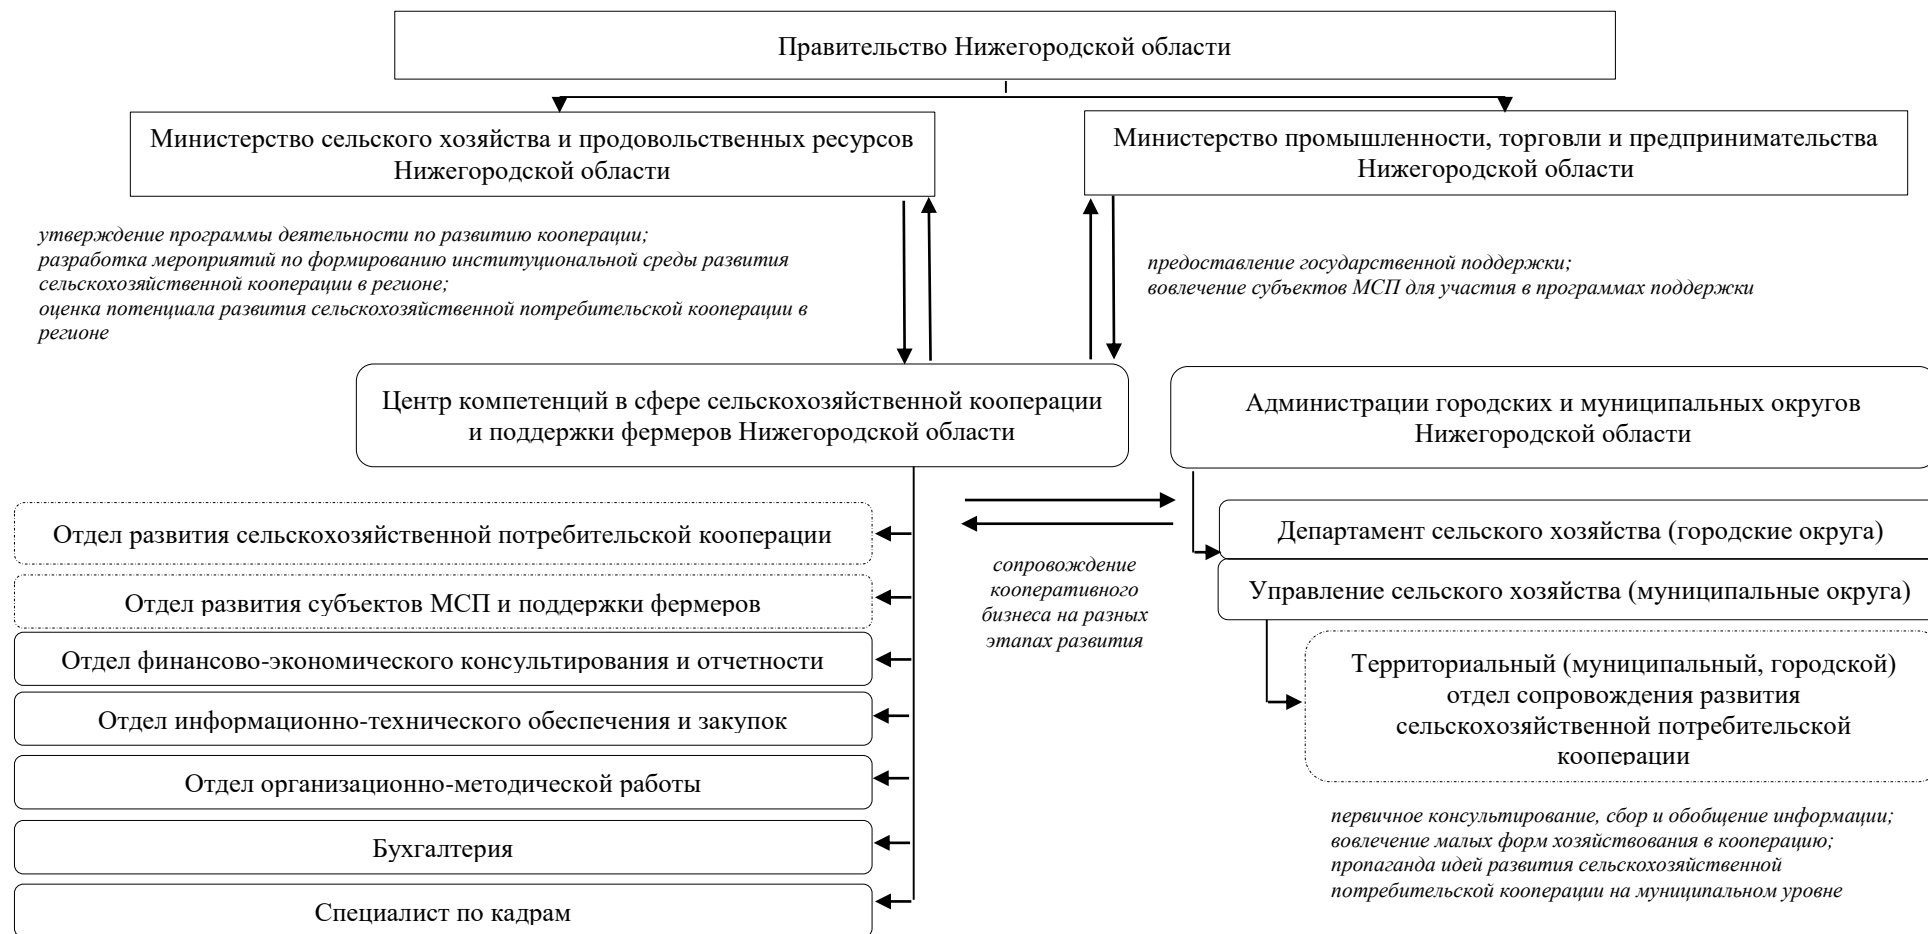 Правительство Нижегородской области
Министерство сельского хозяйства и продовольственных ресурсов
Нижегородской области
Министерство промышленности, торговли и предпринимательства
Нижегородской области
утверждение программы деятельности по развитию кооперации;
разработка мероприятий по формированию институциональной среды развития
сельскохозяйственной кооперации в регионе;
оценка потенциала развития сельскохозяйственной потребительской кооперации в
регионе
предоставление государственной поддержки;
вовлечение субъектов МСП для участия в программах поддержки
Центр компетенций в сфере сельскохозяйственной кооперации
и поддержки фермеров Нижегородской области
Администрации городских и муниципальных округов
Нижегородской области
Отдел развития сельскохозяйственной потребительской кооперации
Отдел развития субъектов МСП и поддержки фермеров
Отдел финансово-экономического консультирования и отчетности
Отдел информационно-технического обеспечения и закупок
Отдел организационно-методической работы
Бухгалтерия
Специалист по кадрам
сопровождение
кооперативного
бизнеса на разных
этапах развития
Департамент сельского хозяйства (городские округа)
Управление сельского хозяйства (муниципальные округа)
Территориальный (муниципальный, городской)
отдел сопровождения развития
сельскохозяйственной потребительской
кооперации
первичное консультирование, сбор и обобщение информации;
вовлечение малых форм хозяйствования в кооперацию;
пропаганда идей развития сельскохозяйственной
потребительской кооперации на муниципальном уровне